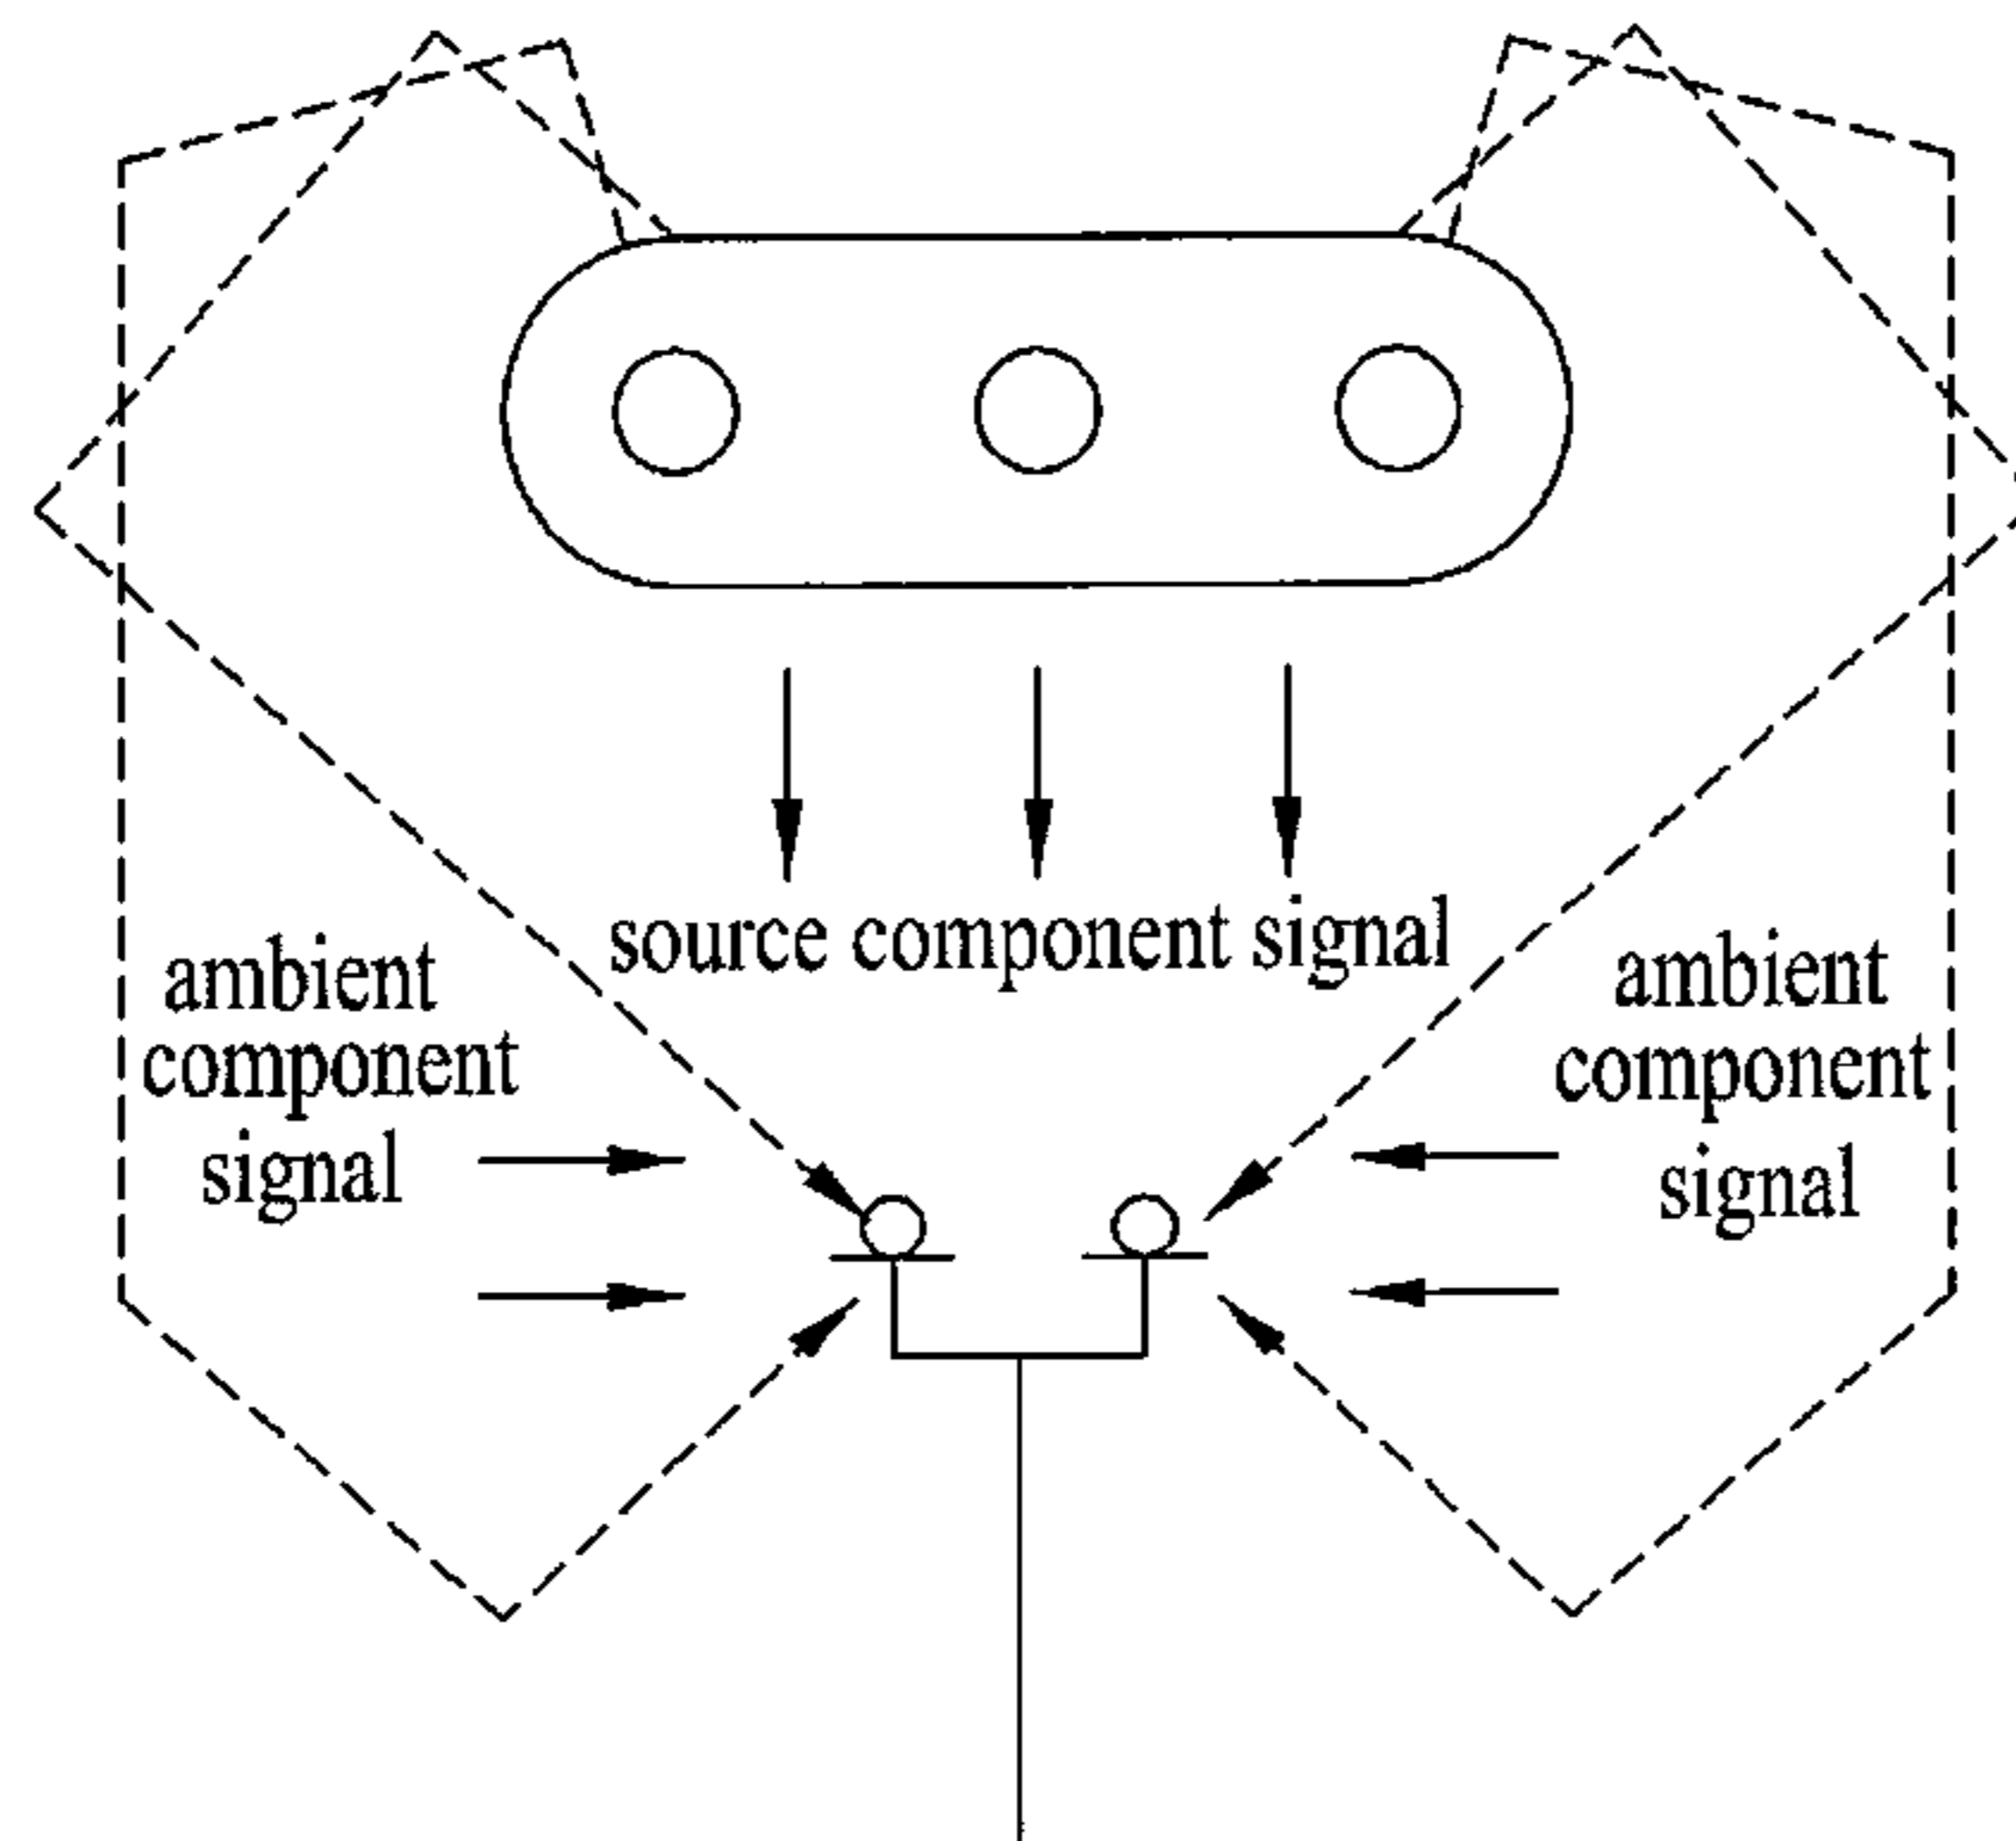 source component signal
ambient
component
signal
ambient
component
signal